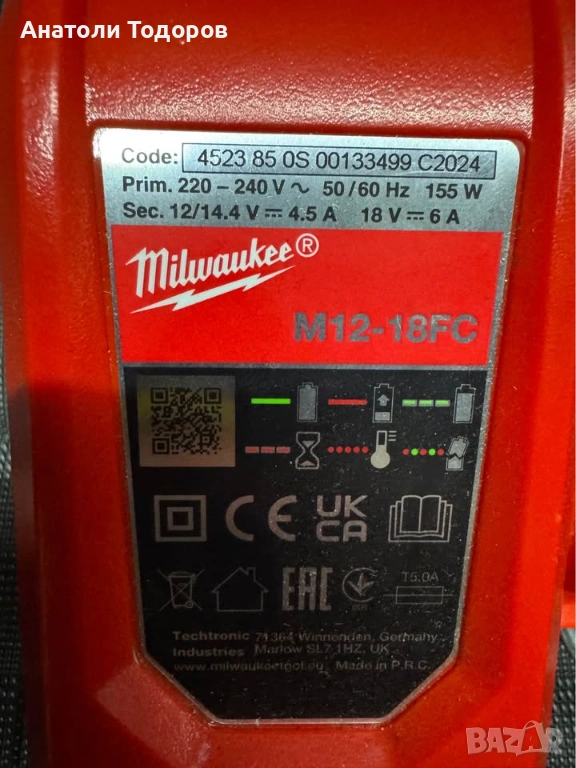 Анатоли Тодоров
Code: 4523 85 0S 00133499 C2024
Prim. 220 – 240 V ∿ 50/60 Hz 155 W
Sec. 12/14.4 V ⎓ 4.5 A 18 V ⎓ 6 A
Milwaukee®
M12-18FC
CE UK CA
EAC T5.0A
Techtronic 71364 Winnenden, Germany
Industries Marlow SL7 1HZ, UK
www.milwaukeetool.eu Made in P.R.C.
BAZAR